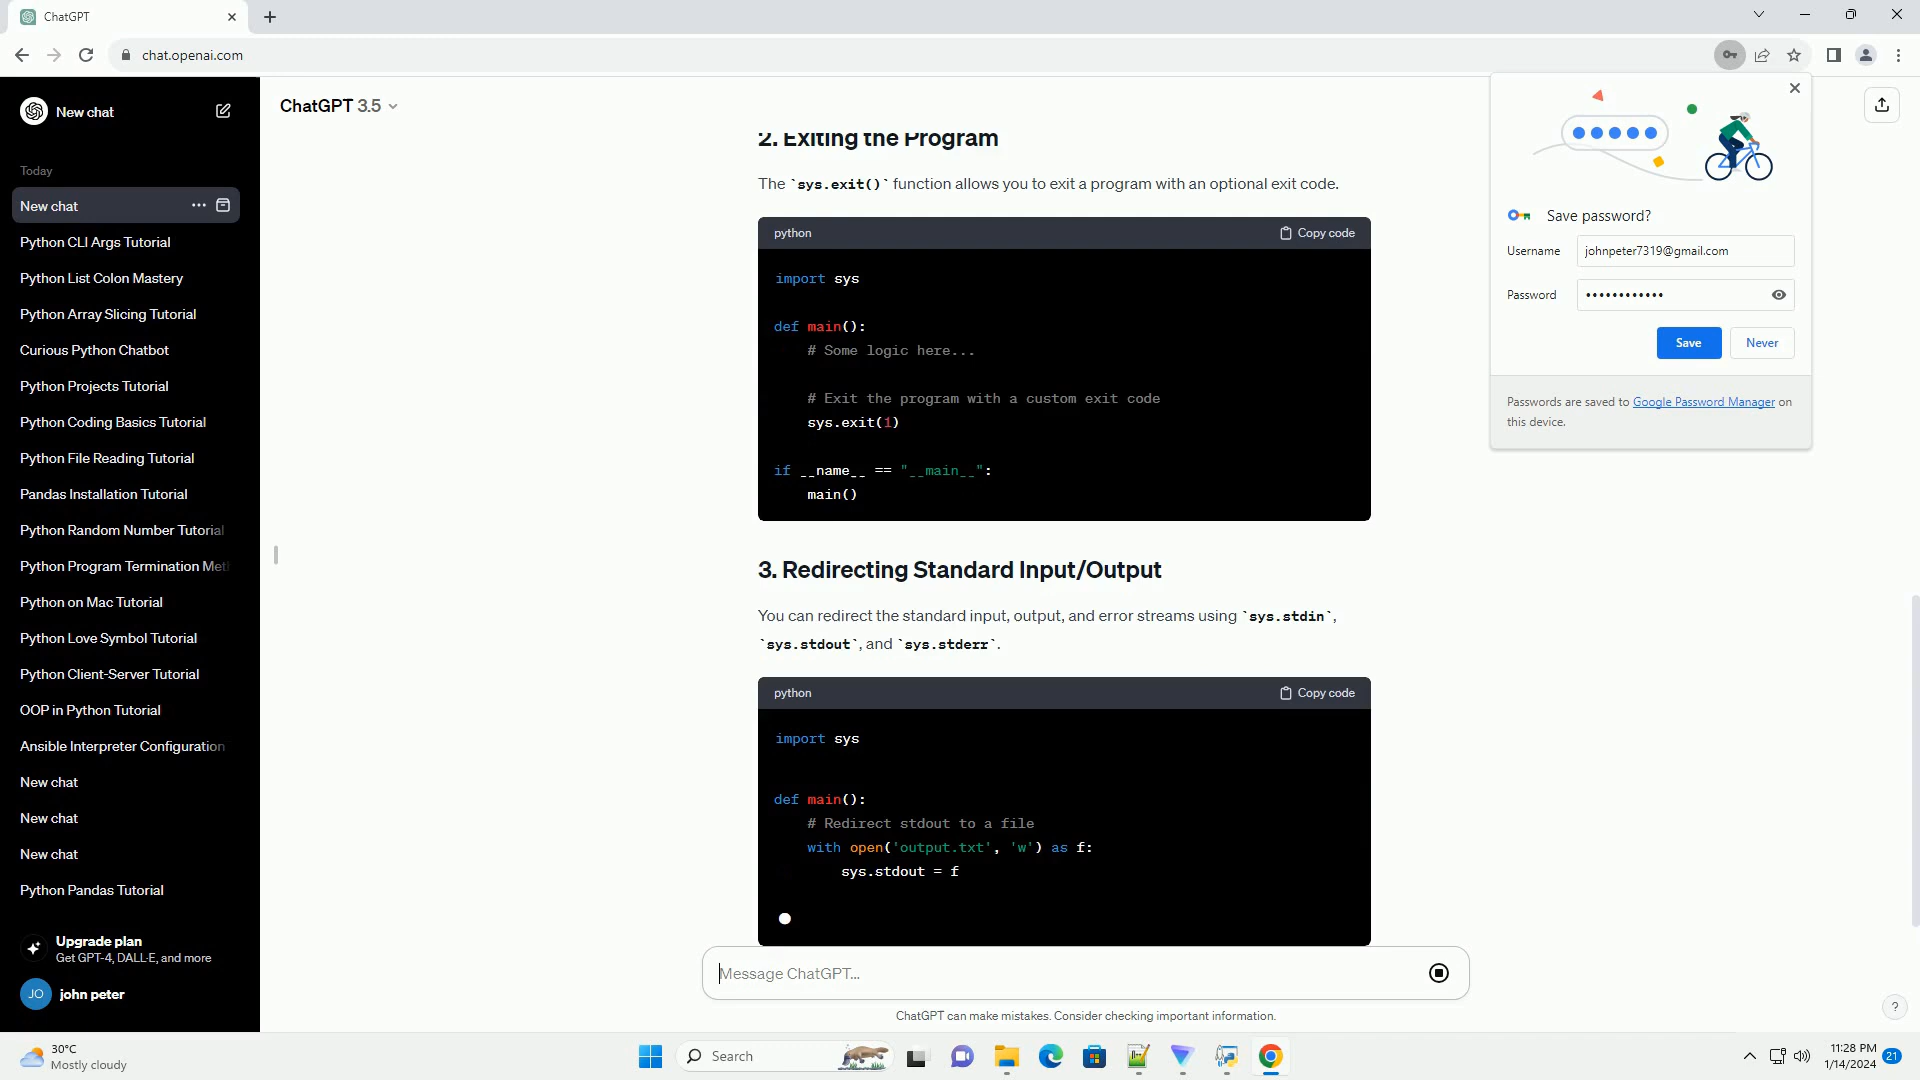 ChatGPT
chat.openai.com
New chat
Today
New chat
Python CLI Args Tutorial
Python List Colon Mastery
Python Array Slicing Tutorial
Curious Python Chatbot
Python Projects Tutorial
Python Coding Basics Tutorial
Python File Reading Tutorial
Pandas Installation Tutorial
Python Random Number Tutorial
Python Program Termination Met
Python on Mac Tutorial
Python Love Symbol Tutorial
Python Client-Server Tutorial
OOP in Python Tutorial
Ansible Interpreter Configuration
New chat
New chat
New chat
Python Pandas Tutorial
Upgrade plan
Get GPT-4, DALL·E, and more
JO john peter
ChatGPT 3.5
2. Exiting the Program
The `sys.exit()` function allows you to exit a program with an optional exit code.
python Copy code
import sys
def main():
# Some logic here...
# Exit the program with a custom exit code
sys.exit(1)
if __name__ == "__main__":
main()
3. Redirecting Standard Input/Output
You can redirect the standard input, output, and error streams using `sys.stdin`,
`sys.stdout`, and `sys.stderr`.
python Copy code
import sys
def main():
# Redirect stdout to a file
with open('output.txt', 'w') as f:
sys.stdout = f
Message ChatGPT...
ChatGPT can make mistakes. Consider checking important information.
?
Save password?
Username johnpeter7319@gmail.com
Password ••••••••••••
Save Never
Passwords are saved to Google Password Manager on
this device.
30°C
Mostly cloudy
Search
11:28 PM
1/14/2024
21